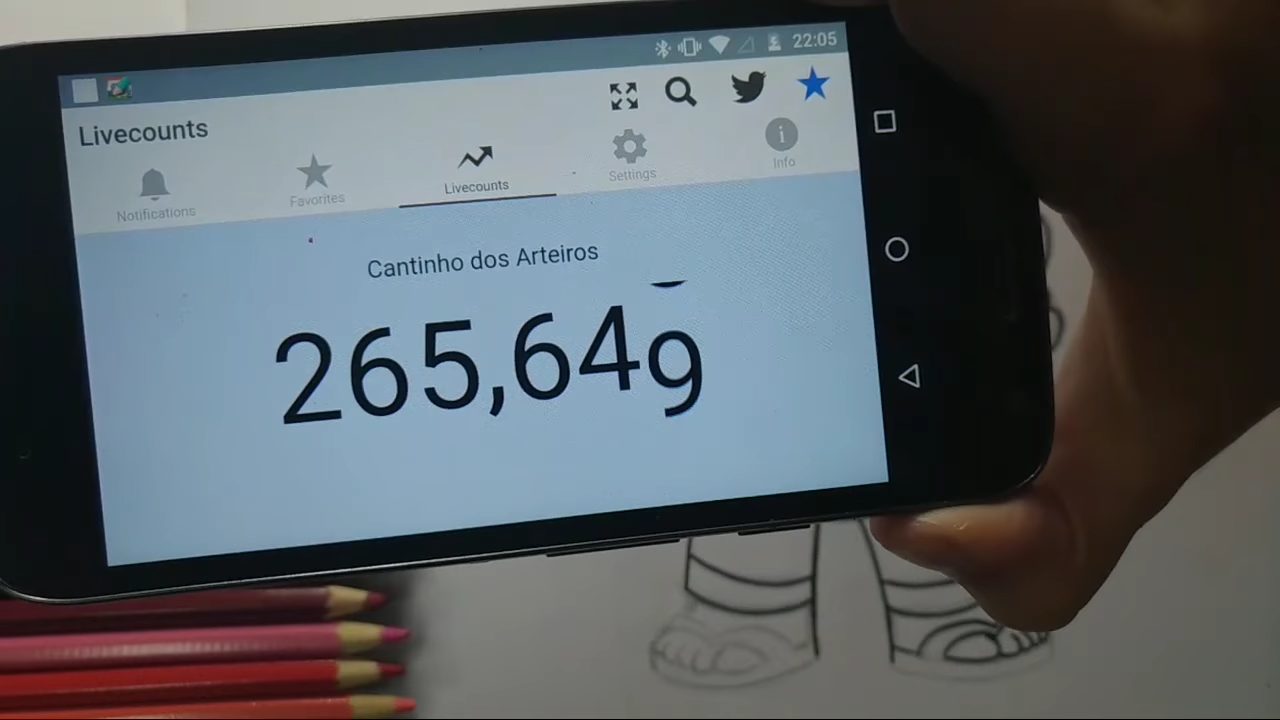 22:05
Livecounts
Notifications
Favorites
Livecounts
Settings
Info
Cantinho dos Arteiros
265,649